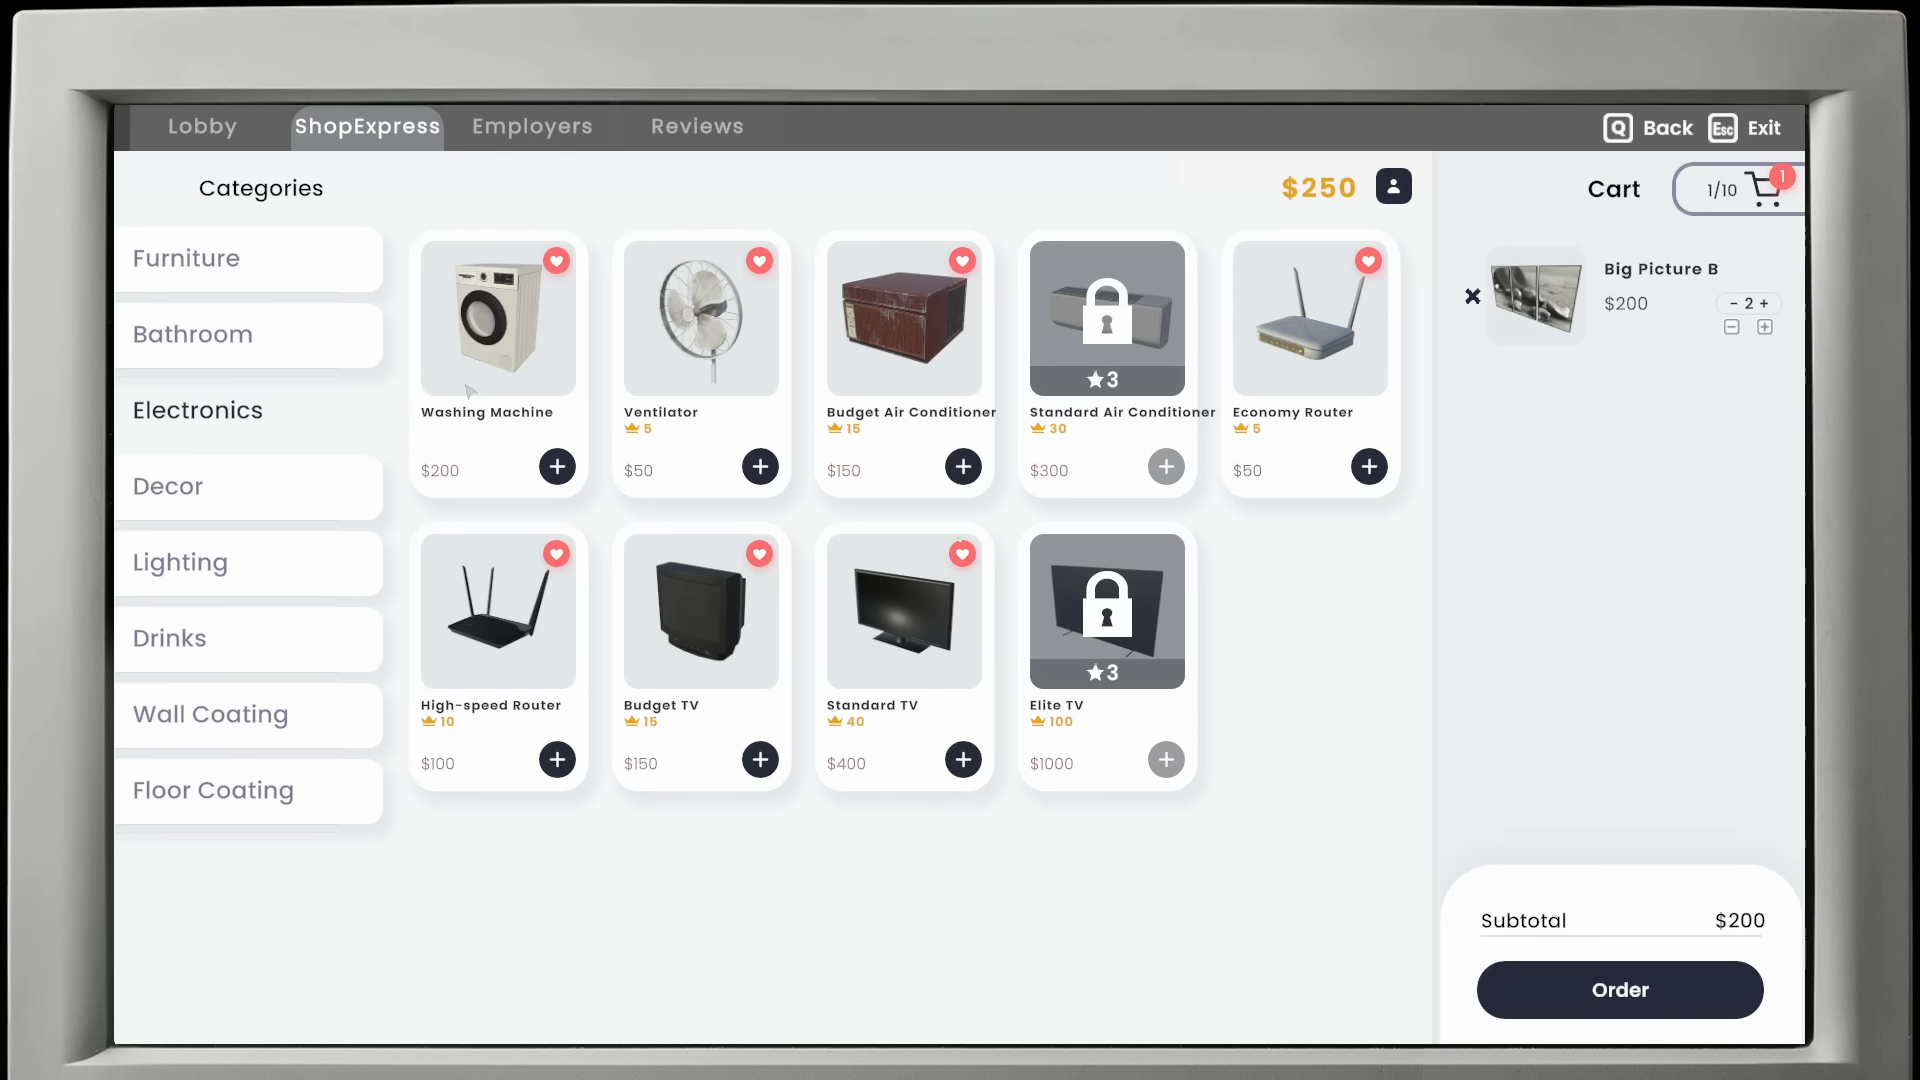 Lobby
ShopExpress
Employers
Reviews
Q Back
Esc Exit
Categories
$250
Cart
1/10
1
Furniture
Bathroom
Electronics
Decor
Lighting
Drinks
Wall Coating
Floor Coating
Washing Machine
$200
Ventilator
5
$50
Budget Air Conditioner
15
$150
3
Standard Air Conditioner
30
$300
Economy Router
5
$50
High-speed Router
10
$100
Budget TV
15
$150
Standard TV
40
$400
3
Elite TV
100
$1000
Big Picture B
$200
- 2 +
Subtotal
$200
Order